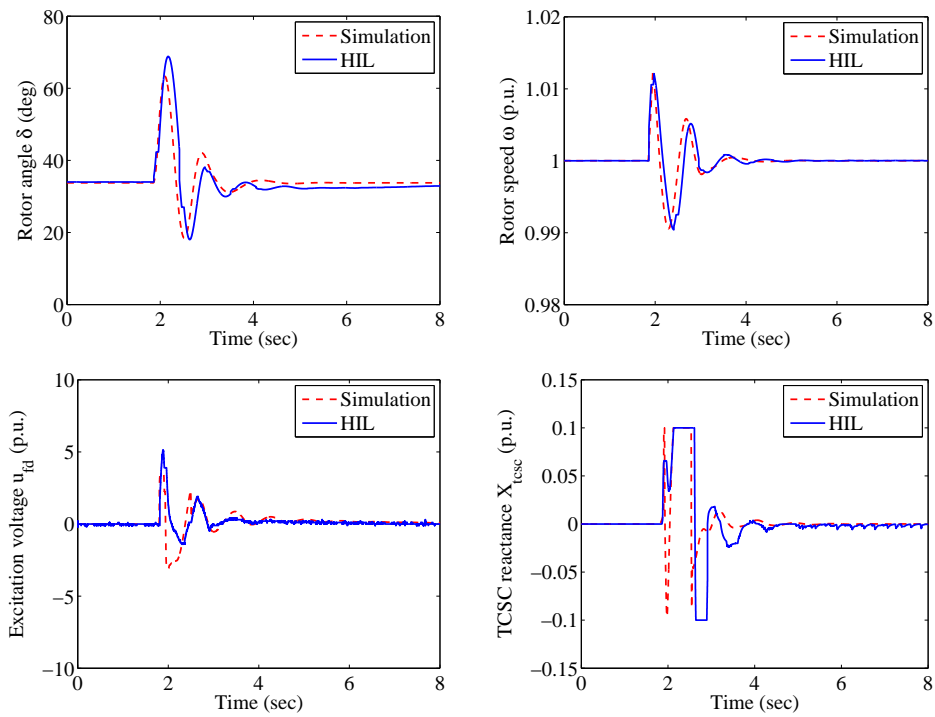 80
60
40
20
0
Rotor angle δ (deg)
Simulation
HIL
0
2
4
6
8
Time (sec)
1.02
1.01
1
0.99
0.98
Rotor speed ω (p.u.)
Simulation
HIL
0
2
4
6
8
Time (sec)
10
5
0
−5
−10
Excitation voltage u_fd (p.u.)
Simulation
HIL
0
2
4
6
8
Time (sec)
0.15
0.10
0.05
0
−0.05
−0.1
−0.15
TCSC reactance X_tcsc (p.u.)
Simulation
HIL
0
2
4
6
8
Time (sec)